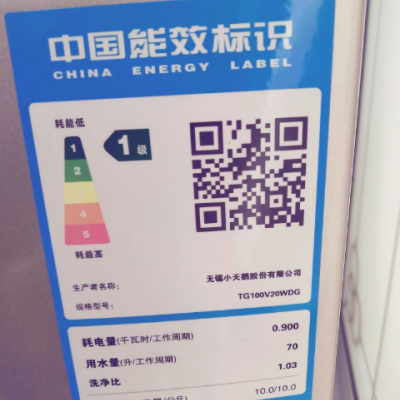 中国能效标识
CHINA ENERGY LABEL
耗能低
1
2
3
4
5
耗能高
1级
生产者名称：
无锡小天鹅股份有限公司
规格型号：
TG100V20WDG
耗电量(千瓦时/工作周期) 0.900
用水量(升/工作周期) 70
洗净比 1.03
10.0/10.0